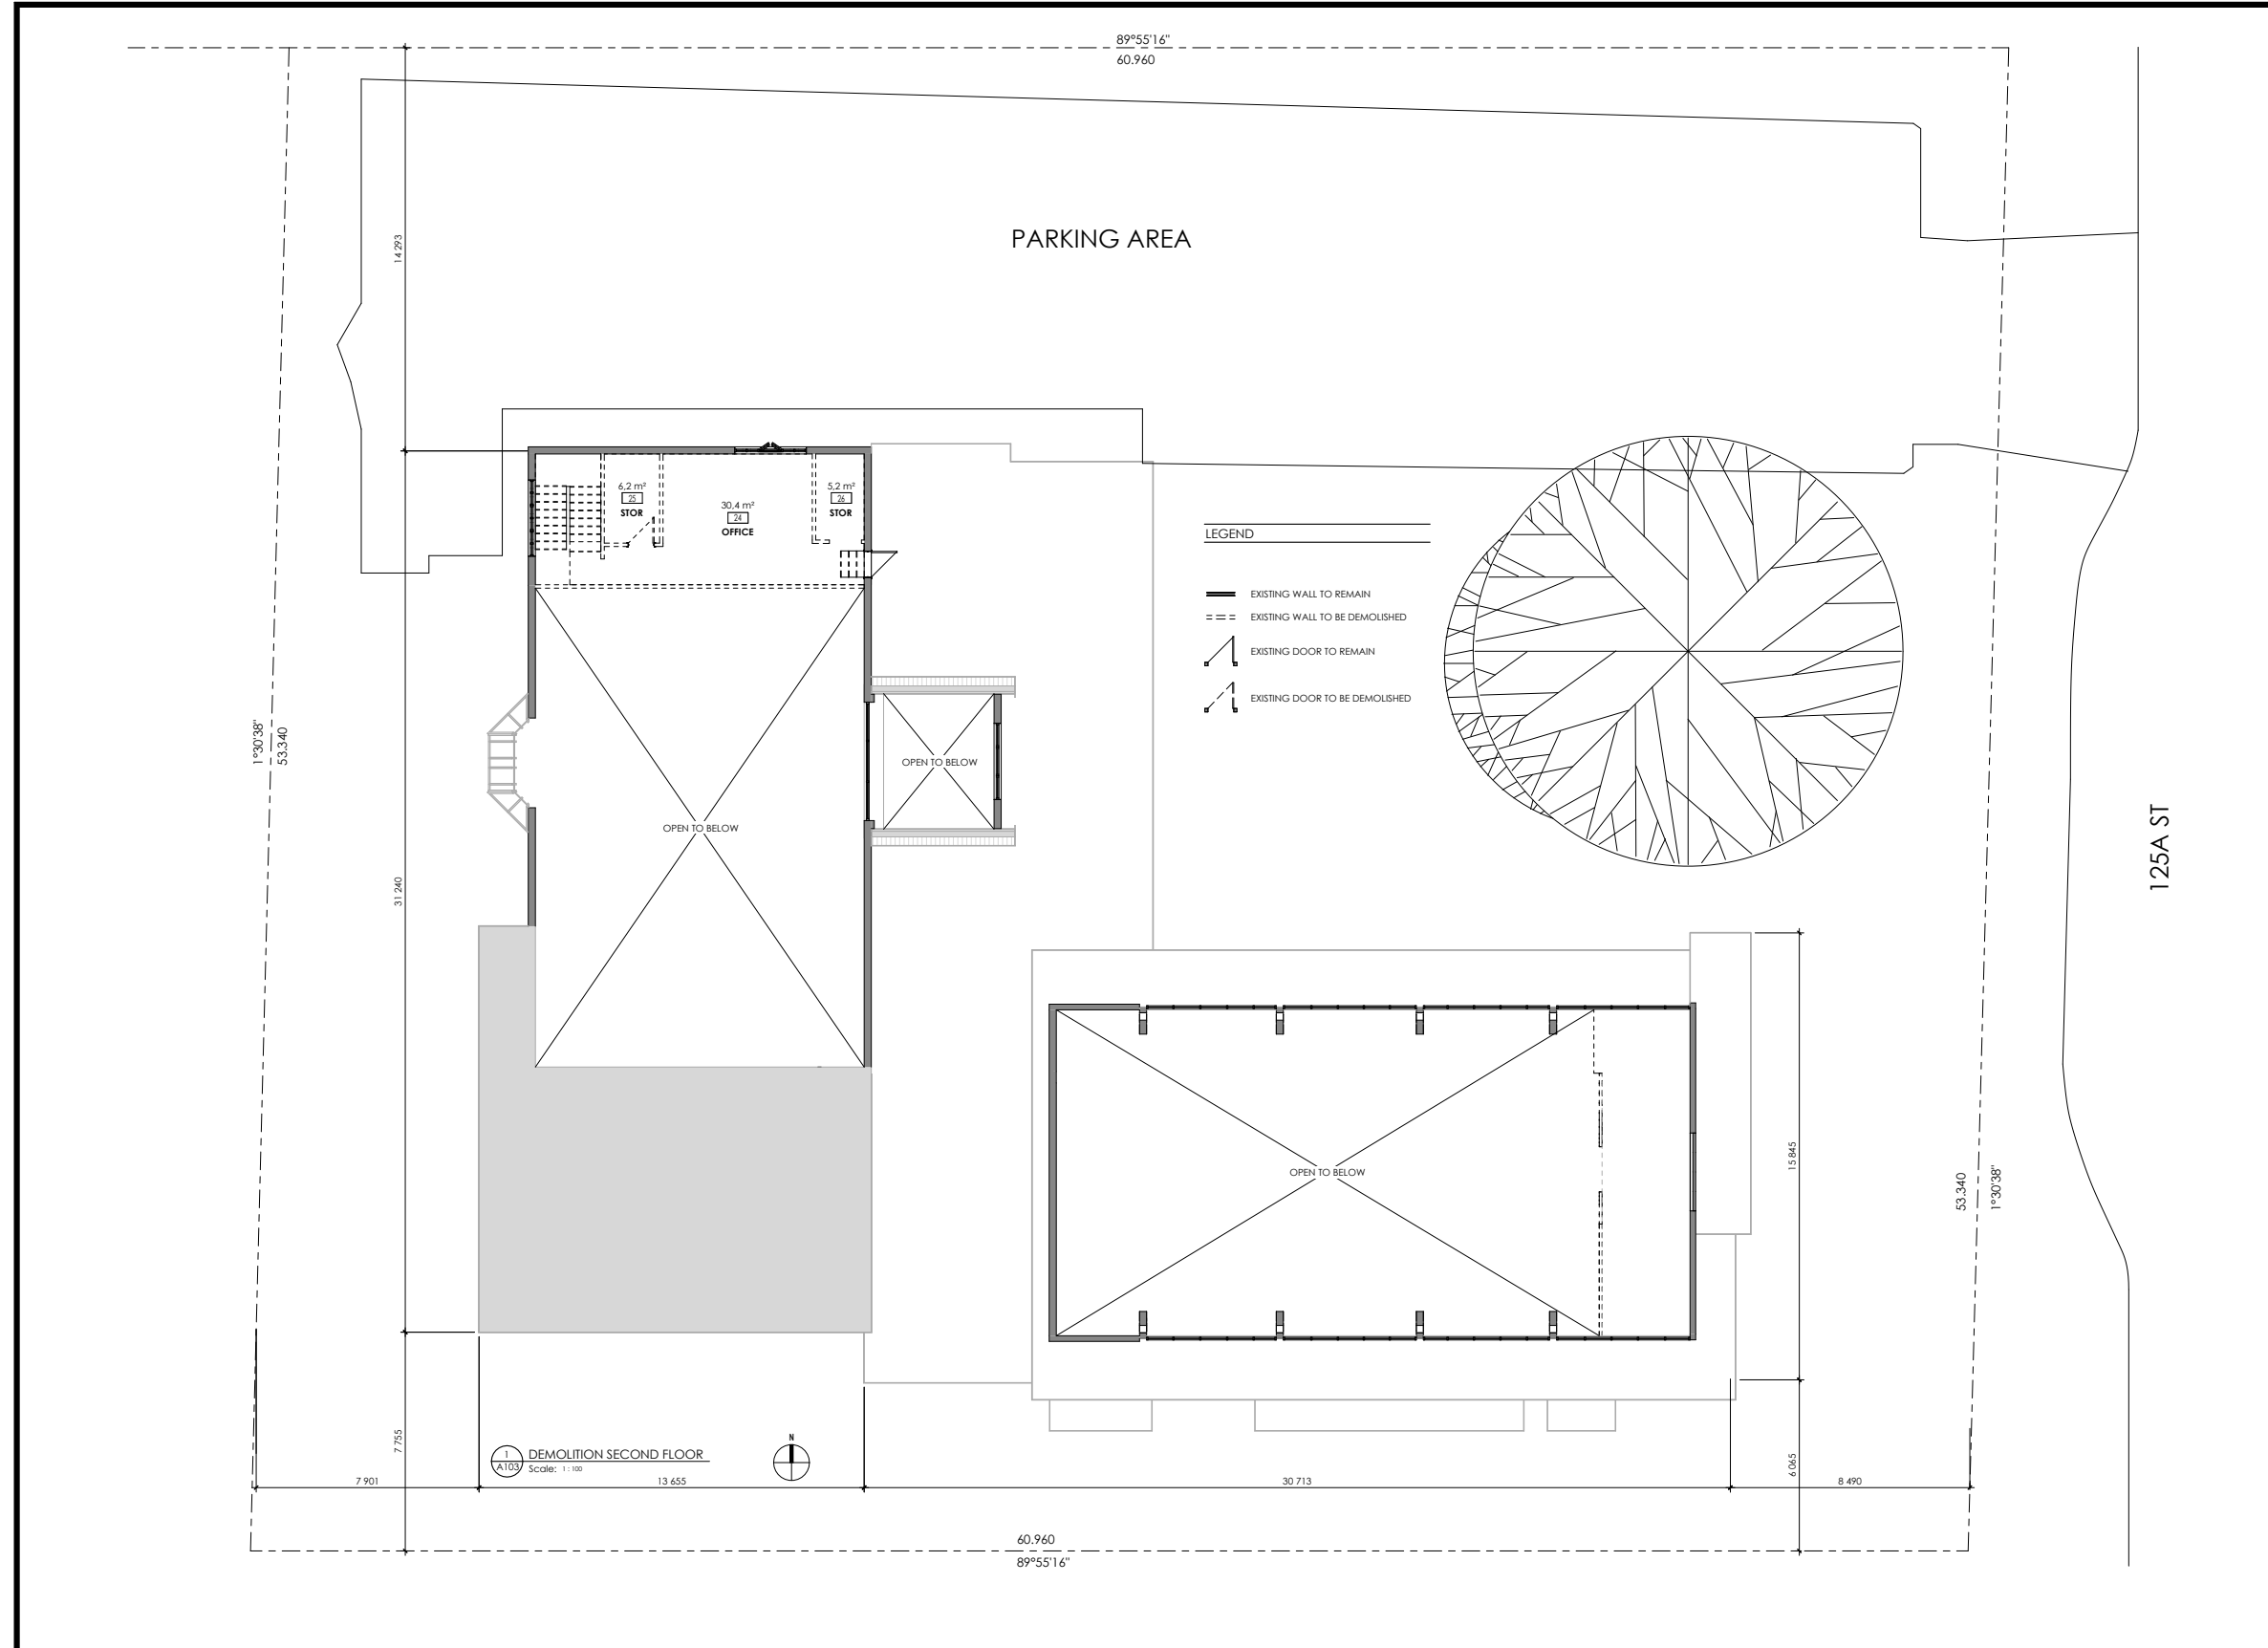 89°55'16"
60.960
14 293
PARKING AREA
6,2 m²
25
STOR
30,4 m²
24
OFFICE
5,2 m²
26
STOR
LEGEND
EXISTING WALL TO REMAIN
EXISTING WALL TO BE DEMOLISHED
EXISTING DOOR TO REMAIN
EXISTING DOOR TO BE DEMOLISHED
1°30'38"
53.340
OPEN TO BELOW
OPEN TO BELOW
31 240
125A ST
OPEN TO BELOW
15 845
53.340
1°30'38"
7 755
1
A103
DEMOLITION SECOND FLOOR
Scale: 1 : 100
N
6 065
7 901
13 655
30 713
8 490
60.960
89°55'16"